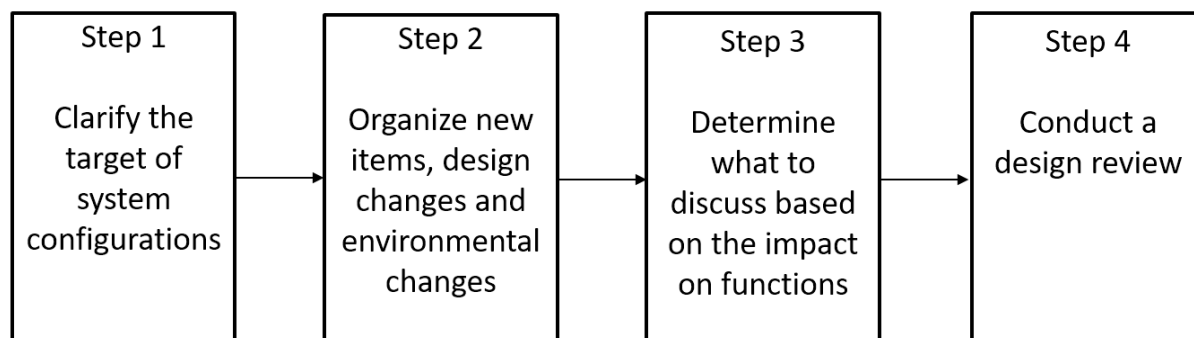 Step 1
Clarify the
target of
system
configurations
Step 2
Organize new
items, design
changes and
environmental
changes
Step 3
Determine
what to
discuss based
on the impact
on functions
Step 4
Conduct a
design review